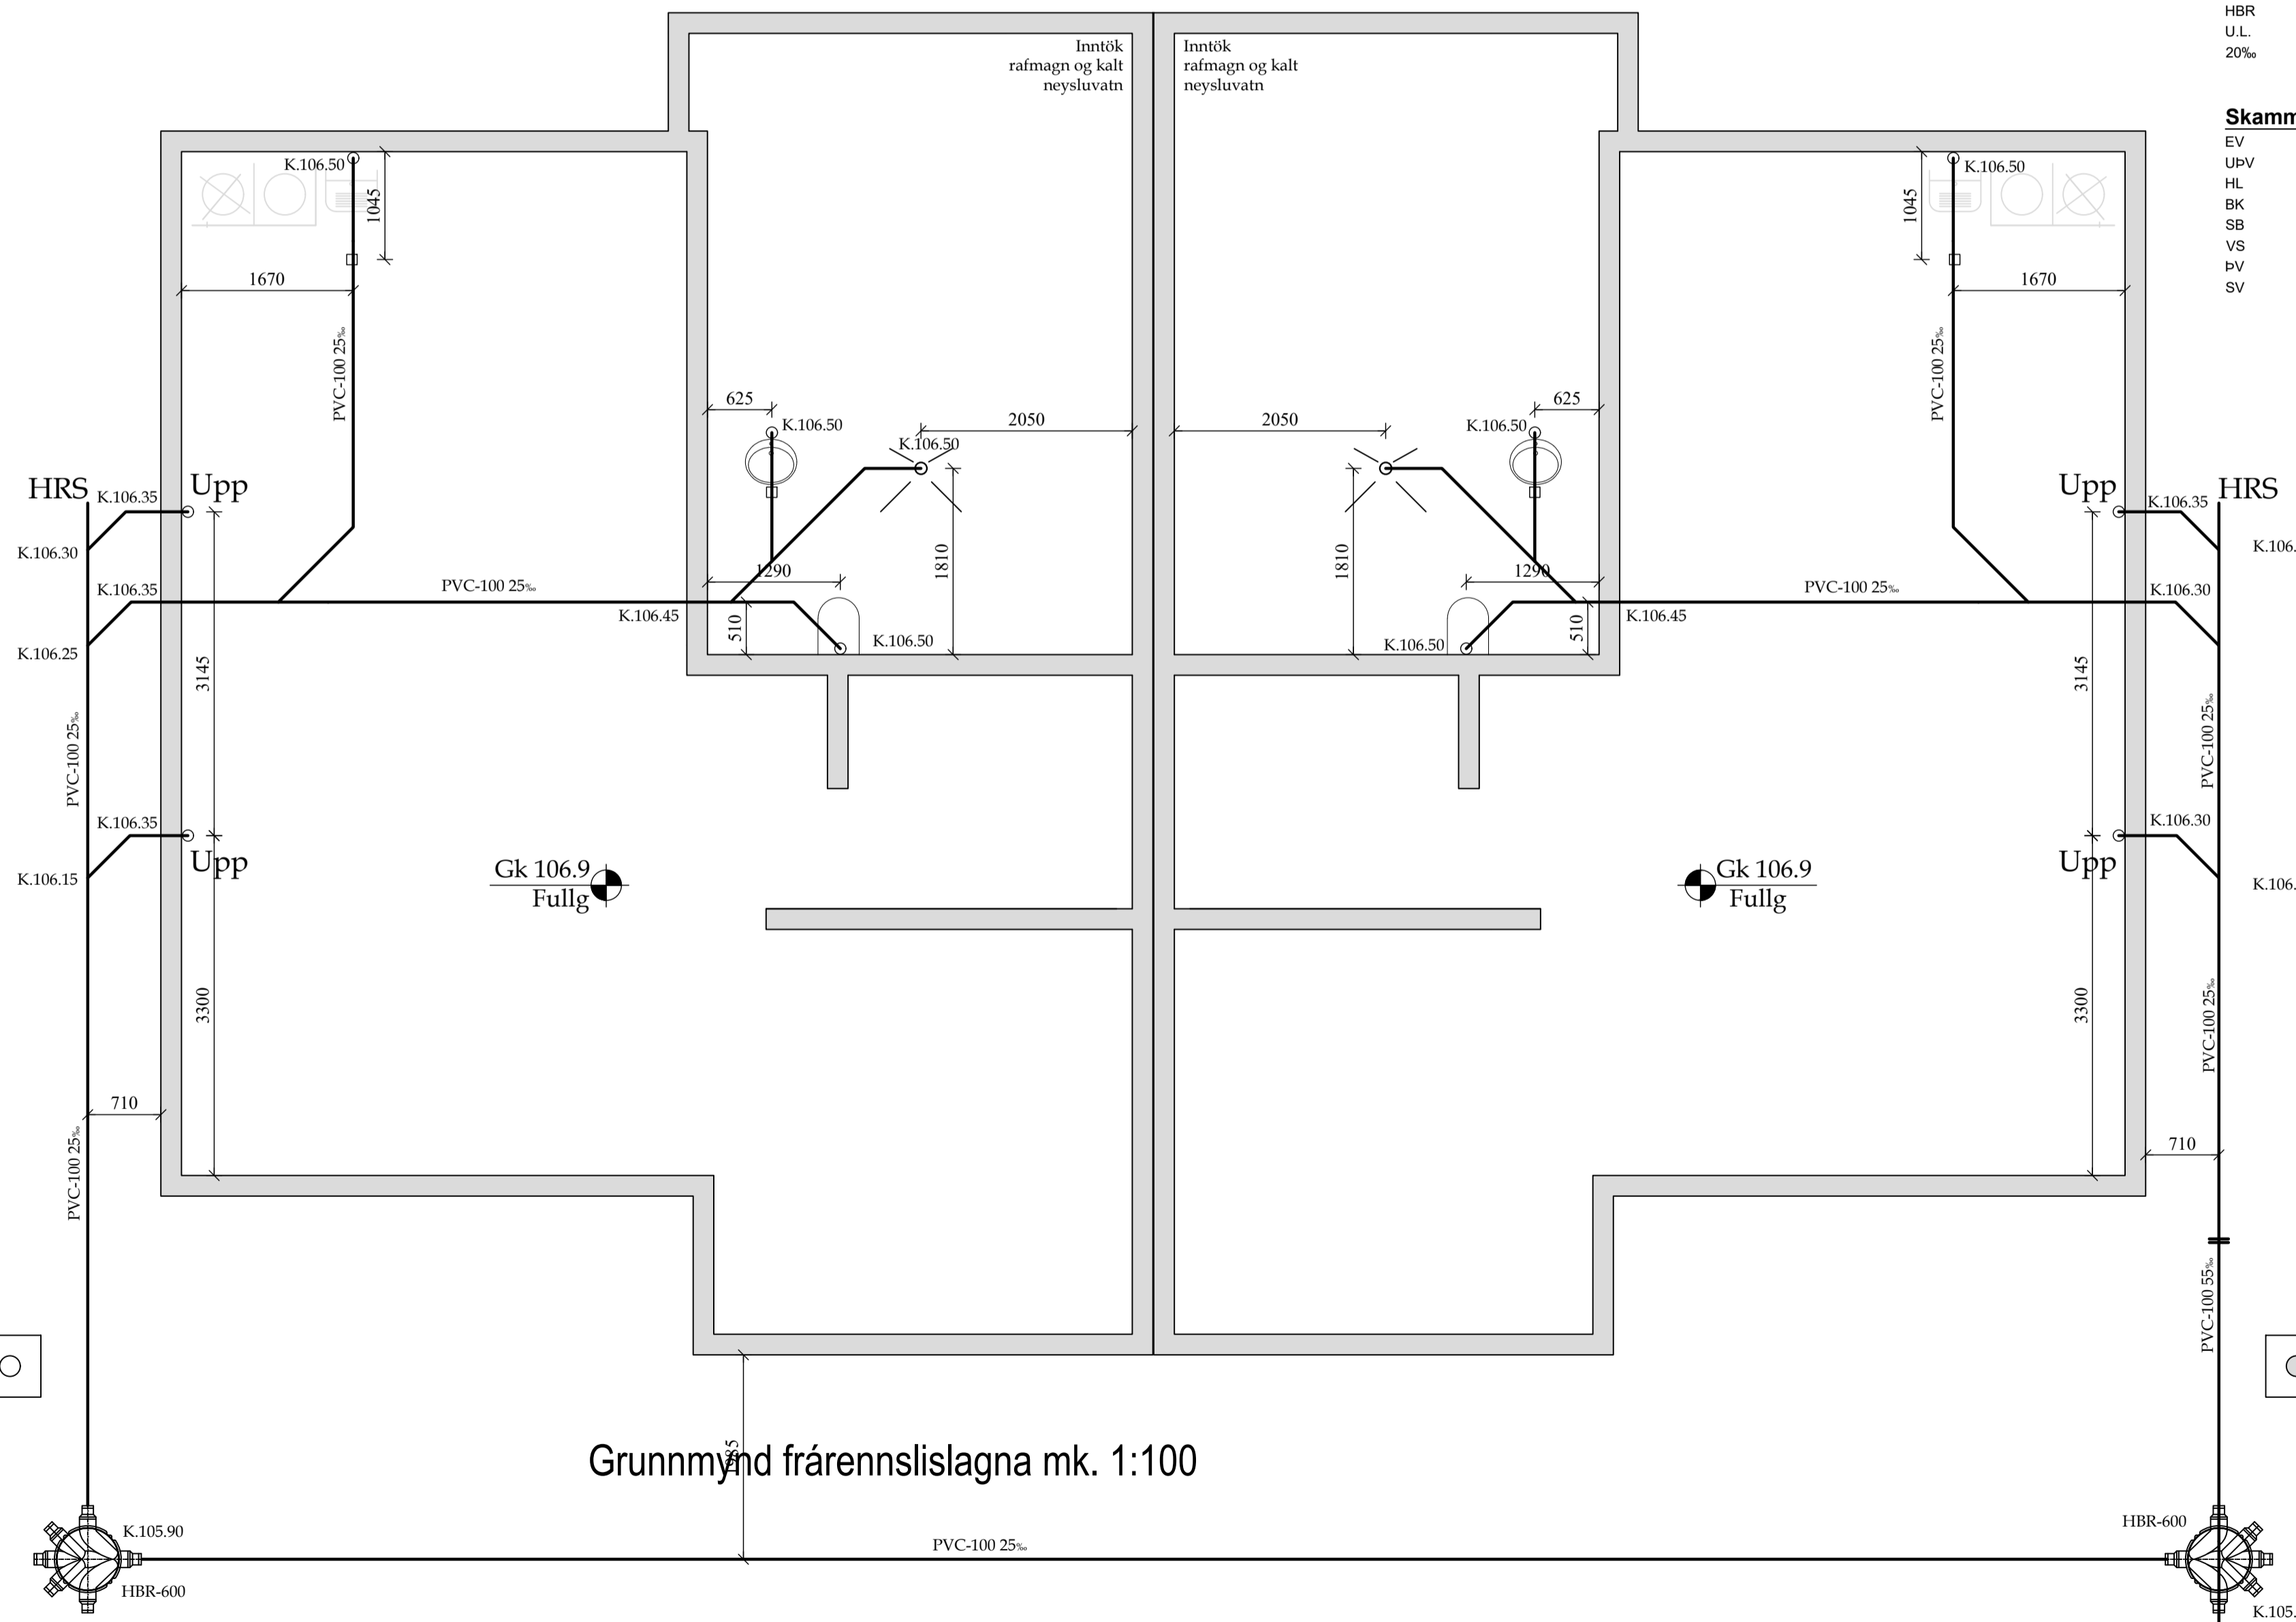 HBR
U.L.
20‰
EV
UÞV
HL
BK
SB
VS
ÞV
SV
Inntök
rafmagn og kalt
neysluvatn
Inntök
rafmagn og kalt
neysluvatn
K.106.50
1045
1670
PVC-100 25‰
K.106.50
1045
1670
PVC-100 25‰
625
K.106.50
2050
K.106.50
1810
1290
510
K.106.50
2050
625
K.106.50
1810
1290
510
K.106.50
HRS
K.106.35
Upp
K.106.30
K.106.35
PVC-100 25‰
K.106.45
K.106.25
3145
PVC-100 25‰
K.106.35
Upp
K.106.15
Gk 106.9
Fullg
3300
710
PVC-100 25‰
Upp
HRS
K.106.35
K.106.45
PVC-100 25‰
K.106.30
3145
PVC-100 25‰
K.106.30
Upp
Gk 106.9
Fullg
3300
PVC-100 25‰
710
PVC-100 55‰
1985
Grunnmynd frárennslislagna mk. 1:100
K.105.90
HBR-600
PVC-100 25‰
HBR-600